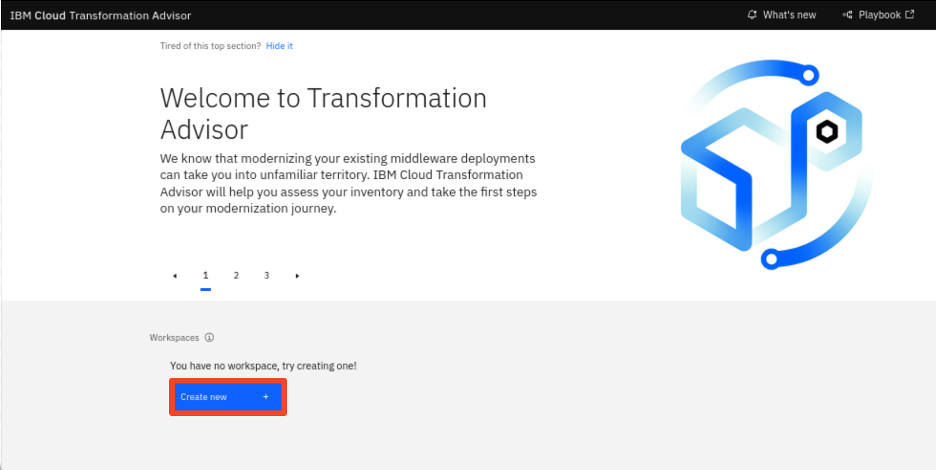 IBM Cloud Transformation Advisor
What's new
Playbook
Tired of this top section? Hide it
Welcome to Transformation
Advisor
We know that modernizing your existing middleware deployments
can take you into unfamiliar territory. IBM Cloud Transformation
Advisor will help you assess your inventory and take the first steps
on your modernization journey.
1 2 3
Workspaces
You have no workspace, try creating one!
Create new +